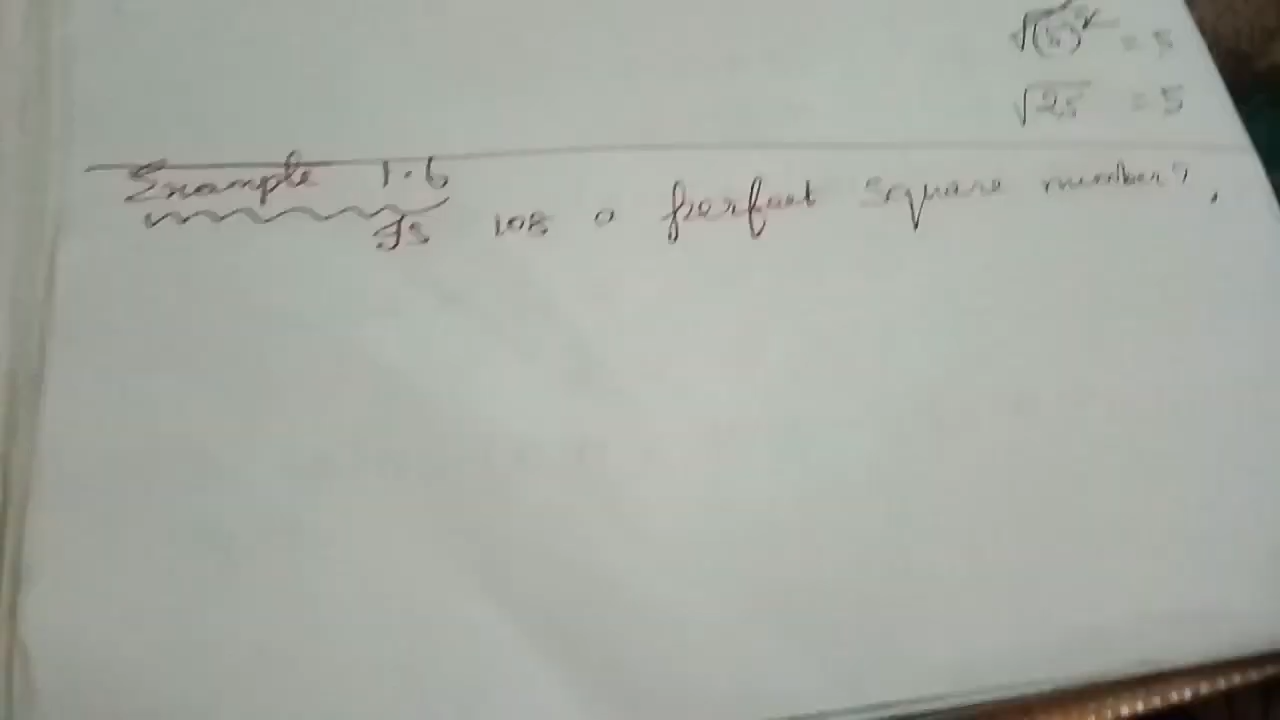 √(5)² = 5
√25 = 5
Example 1.6
Is 108 a perfect square number?